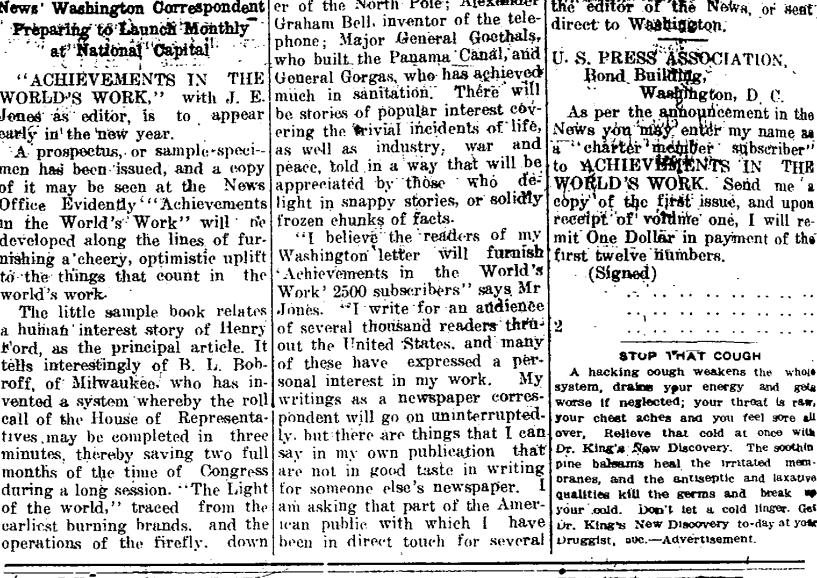 News' Washington Correspondent
Preparing to Launch Monthly
at National Capital
"ACHIEVEMENTS IN THE
WORLD'S WORK," with J. E.
Jones as editor, is to appear
early in the new year.
A prospectus, or sample-speci-
men has been issued, and a copy
of it may be seen at the News
Office Evidently "Achievements
in the World's Work" will be
developed along the lines of fur-
nishing a cheery, optimistic uplift
to the things that count in the
world's work.
The little sample book relates
a human interest story of Henry
Ford, as the principal article. It
tells interestingly of B. L. Bob-
roff, of Milwaukee, who has in-
vented a system whereby the roll
call of the House of Representa-
tives may be completed in three
minutes, thereby saving two full
months of the time of Congress
during a long session. "The Light
of the world," traced from the
earliest burning brands, and the
operations of the firefly, down
er of the North Pole; Alexander
Graham Bell, inventor of the tele-
phone; Major General Goethals,
who built the Panama Canal, and
General Gorgas, who has achieved
much in sanitation. There will
be stories of popular interest cov-
ering the trivial incidents of life,
as well as industry, war and
peace, told in a way that will be
appreciated by those who de-
light in snappy stories, or solidly
frozen chunks of facts.
"I believe the readers of my
Washington letter will furnish
'Achievements in the World's
Work' 2500 subscribers" says Mr
Jones. "I write for an audience
of several thousand readers thru-
out the United States, and many
of these have expressed a per-
sonal interest in my work. My
writings as a newspaper corres-
pondent will go on uninterrupted-
ly, but there are things that I can
say in my own publication that
are not in good taste in writing
for someone else's newspaper. I
am asking that part of the Amer-
ican public with which I have
been in direct touch for several
the editor of the News, or sent
direct to Washington.
U. S. PRESS ASSOCIATION,
Bond Building,
Washington, D. C.
As per the announcement in the
News you may enter my name as
a "charter member subscriber"
to ACHIEVEMENTS IN THE
WORLD'S WORK. Send me a
copy of the first issue, and upon
receipt of volume one, I will re-
mit One Dollar in payment of the
first twelve numbers.
(Signed)
2
STOP THAT COUGH
A hacking cough weakens the whole
system, drains your energy and gets
worse if neglected; your throat is raw,
your chest aches and you feel sore all
over, Relieve that cold at once with
Dr. King's New Discovery. The soothin
pine balsams heal the irritated mem-
branes, and the antiseptic and laxative
qualities kill the germs and break up
your cold. Don't let a cold linger. Get
Dr. King's New Discovery to-day at your
Druggist, 50c.—Advertisement.